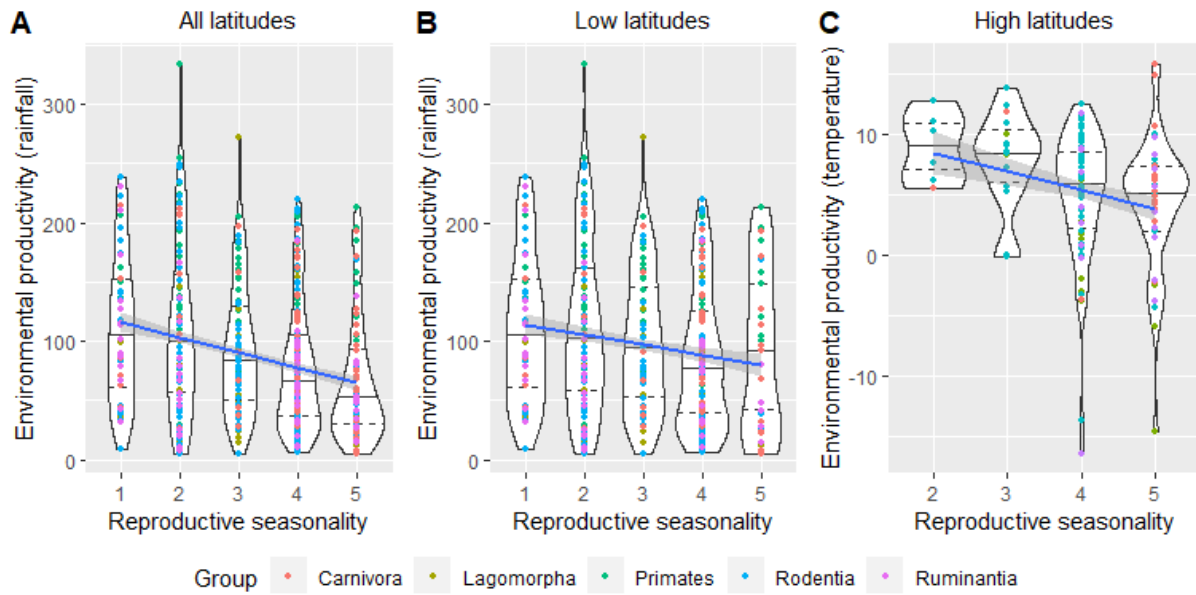 A All latitudes
Environmental productivity (rainfall)
300
200
100
0
1 2 3 4 5
Reproductive seasonality
B Low latitudes
Environmental productivity (rainfall)
300
200
100
0
1 2 3 4 5
Reproductive seasonality
C High latitudes
Environmental productivity (temperature)
10
0
-10
2 3 4 5
Reproductive seasonality
Group Carnivora Lagomorpha Primates Rodentia Ruminantia